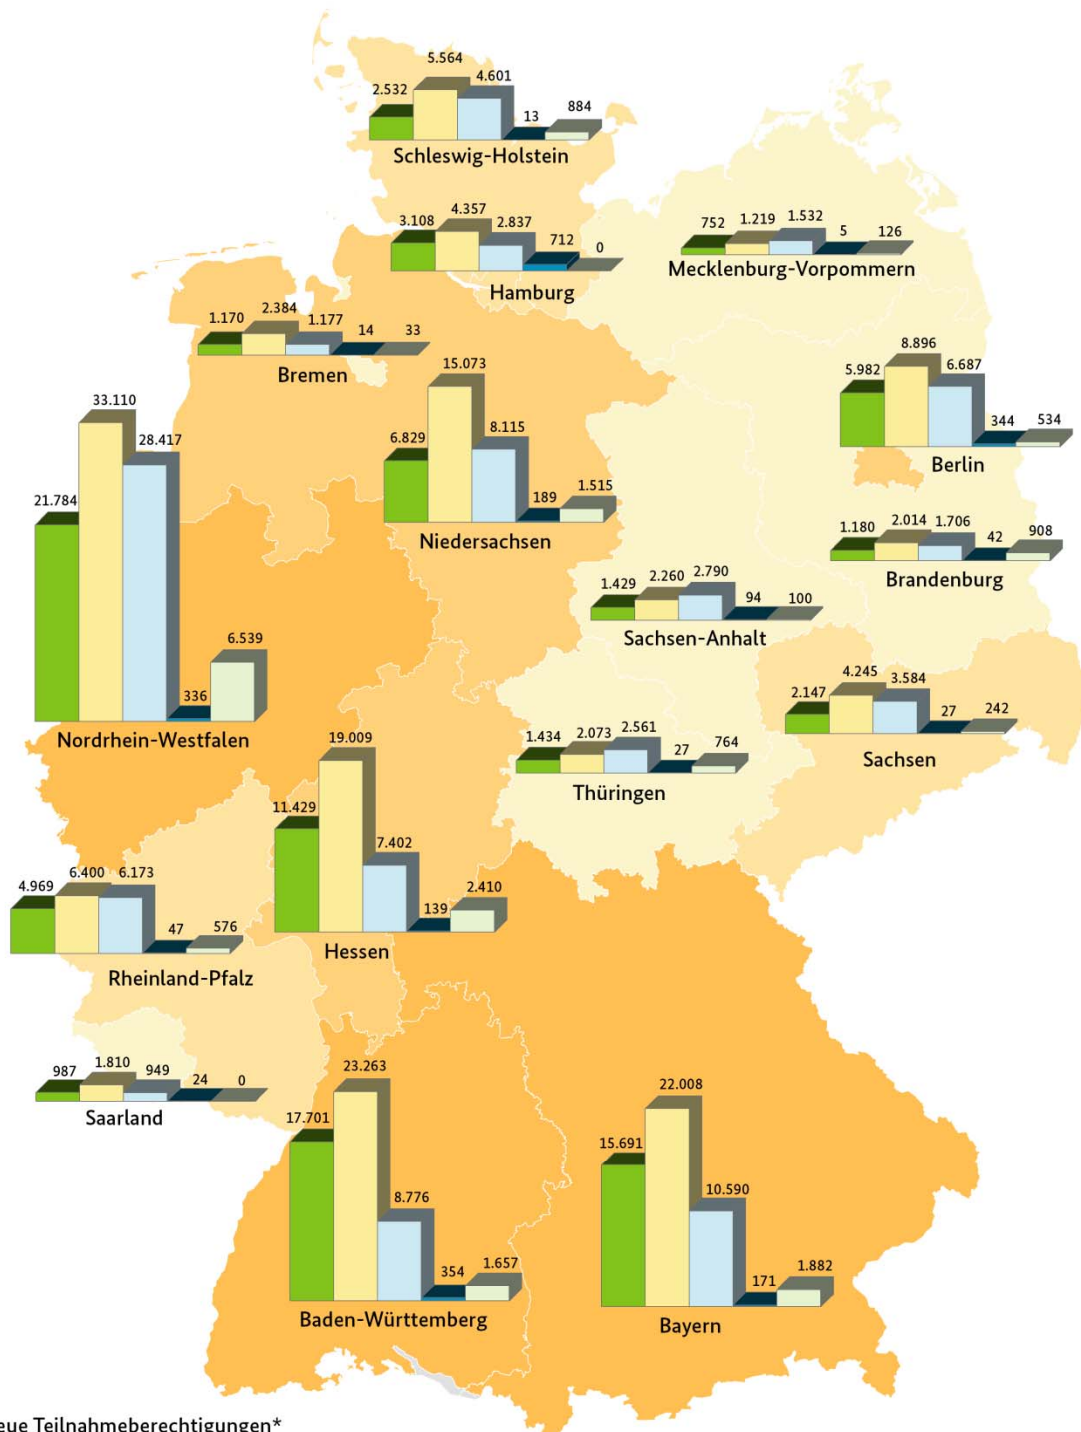 5.564
2.532 4.601
13 884
Schleswig-Holstein
3.108 4.357 2.837 712 0
Hamburg
752 1.219 1.532 5 126
Mecklenburg-Vorpommern
1.170 2.384 1.177 14 33
Bremen
15.073
6.829 8.115
189 1.515
Niedersachsen
8.896
5.982 6.687
344 534
Berlin
33.110
28.417
21.784
336 6.539
Nordrhein-Westfalen
1.180 2.014 1.706 42 908
Brandenburg
1.429 2.260 2.790 94 100
Sachsen-Anhalt
2.147 4.245 3.584 27 242
Sachsen
1.434 2.073 2.561 27 764
Thüringen
19.009
11.429 7.402
139 2.410
Hessen
4.969 6.400 6.173 47 576
Rheinland-Pfalz
987 1.810 949 24 0
Saarland
23.263
17.701
8.776
354 1.657
Baden-Württemberg
22.008
15.691
10.590
171 1.882
Bayern
eue Teilnahmeberechtigungen*